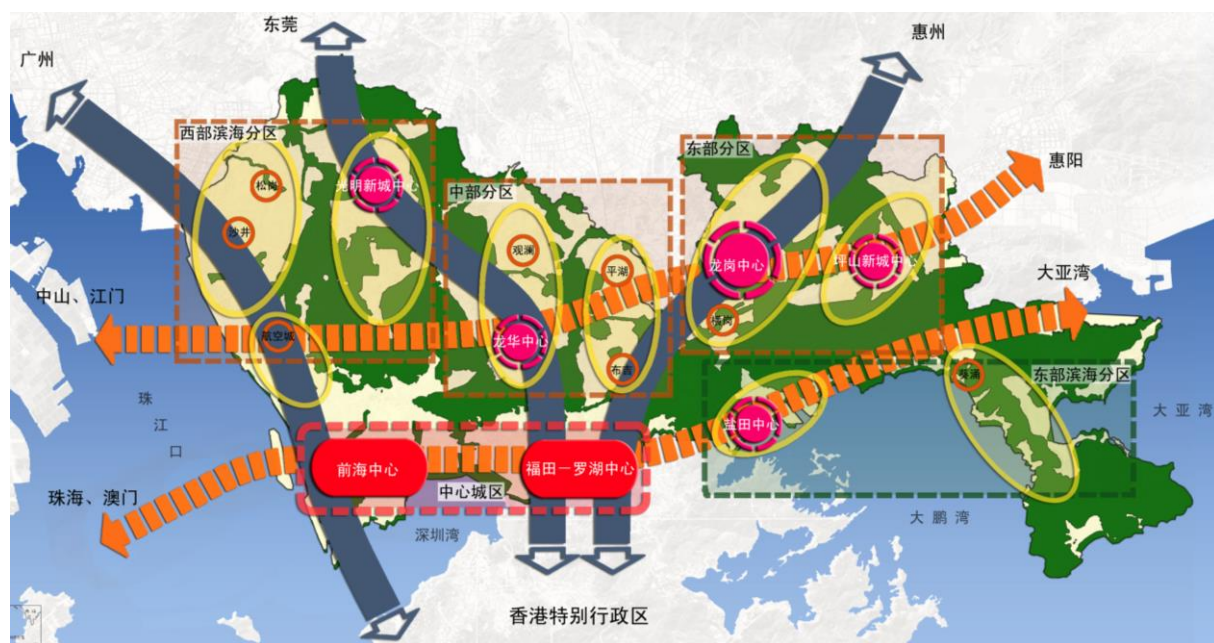 东莞
惠州
广州
西部滨海分区
东部分区
惠阳
松岗
光明新城中心
中部分区
沙井
观澜
平湖
龙岗中心
坪山新城中心
大亚湾
中山、江门
横岗
航空城
龙华中心
布吉
葵涌
东部滨海分区
珠江口
大亚湾
盐田中心
前海中心
福田—罗湖中心
中心城区
珠海、澳门
深圳湾
大鹏湾
香港特别行政区